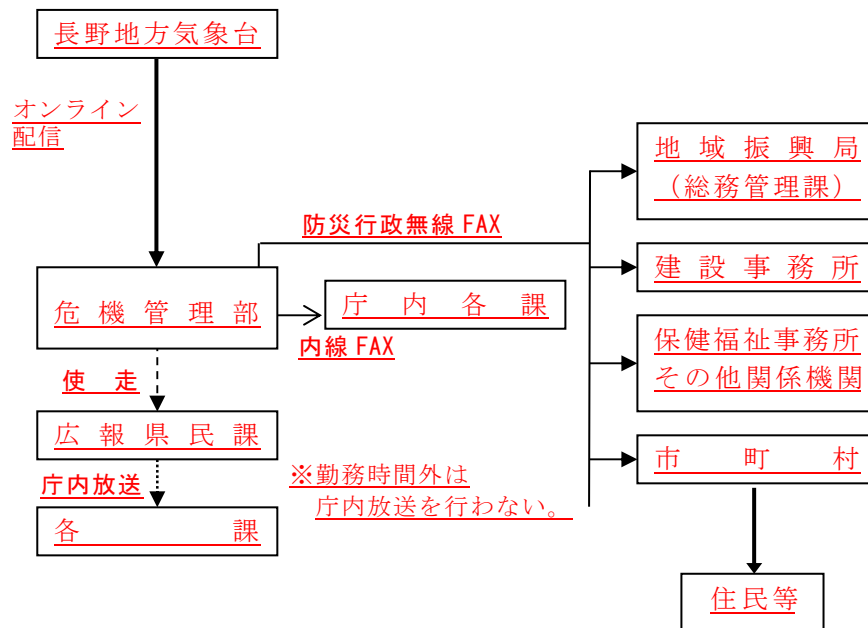 長野地方気象台
オンライン
配信
地域振興局
（総務管理課）
防災行政無線 FAX
建設事務所
危機管理部
庁内各課
内線 FAX
保健福祉事務所
その他関係機関
使走
広報県民課
市町村
庁内放送
※勤務時間外は
庁内放送を行わない。
各課
住民等